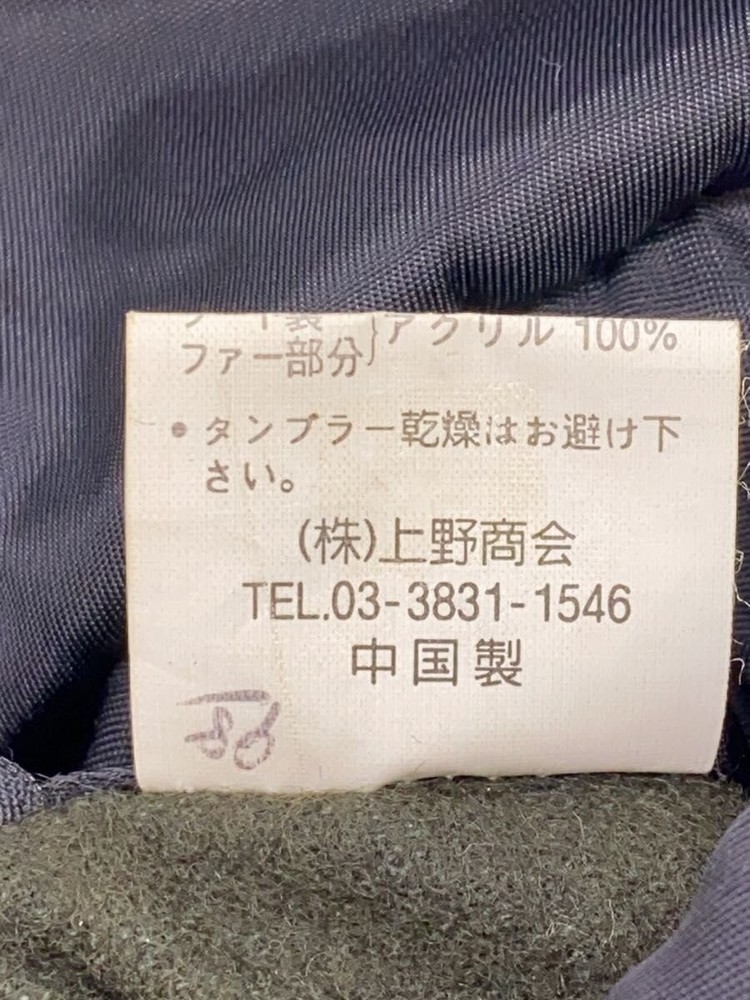 ファー部分}アクリル 100%
• タンブラー乾燥はお避け下
さい。
(株)上野商会
TEL.03-3831-1546
中国製